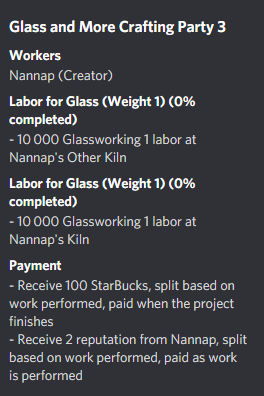 Glass and More Crafting Party 3
Workers
Nannap (Creator)
Labor for Glass (Weight 1) (0%
completed)
- 10 000 Glassworking 1 labor at
Nannap's Other Kiln
Labor for Glass (Weight 1) (0%
completed)
- 10 000 Glassworking 1 labor at
Nannap's Kiln
Payment
- Receive 100 StarBucks, split based on
work performed, paid when the project
finishes
- Receive 2 reputation from Nannap, split
based on work performed, paid as work
is performed